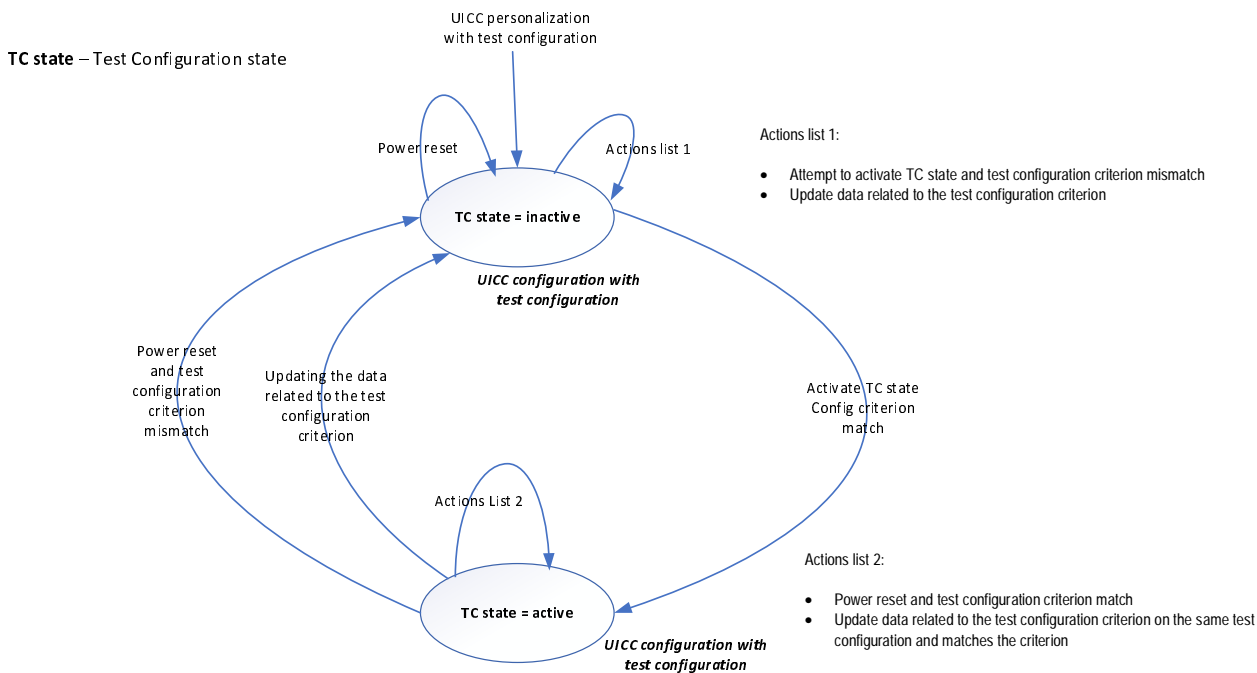 UICC personalization
with test configuration
TC state – Test Configuration state
Actions list 1:
Power reset
Actions list 1
• Attempt to activate TC state and test configuration criterion mismatch
• Update data related to the test configuration criterion
TC state = inactive
UICC configuration with
test configuration
Power reset
and test
configuration
criterion
mismatch
Updating the data
related to the test
configuration
criterion
Activate TC state
Config criterion
match
Actions List 2
Actions list 2:
• Power reset and test configuration criterion match
• Update data related to the test configuration criterion on the same test
configuration and matches the criterion
TC state = active
UICC configuration with
test configuration